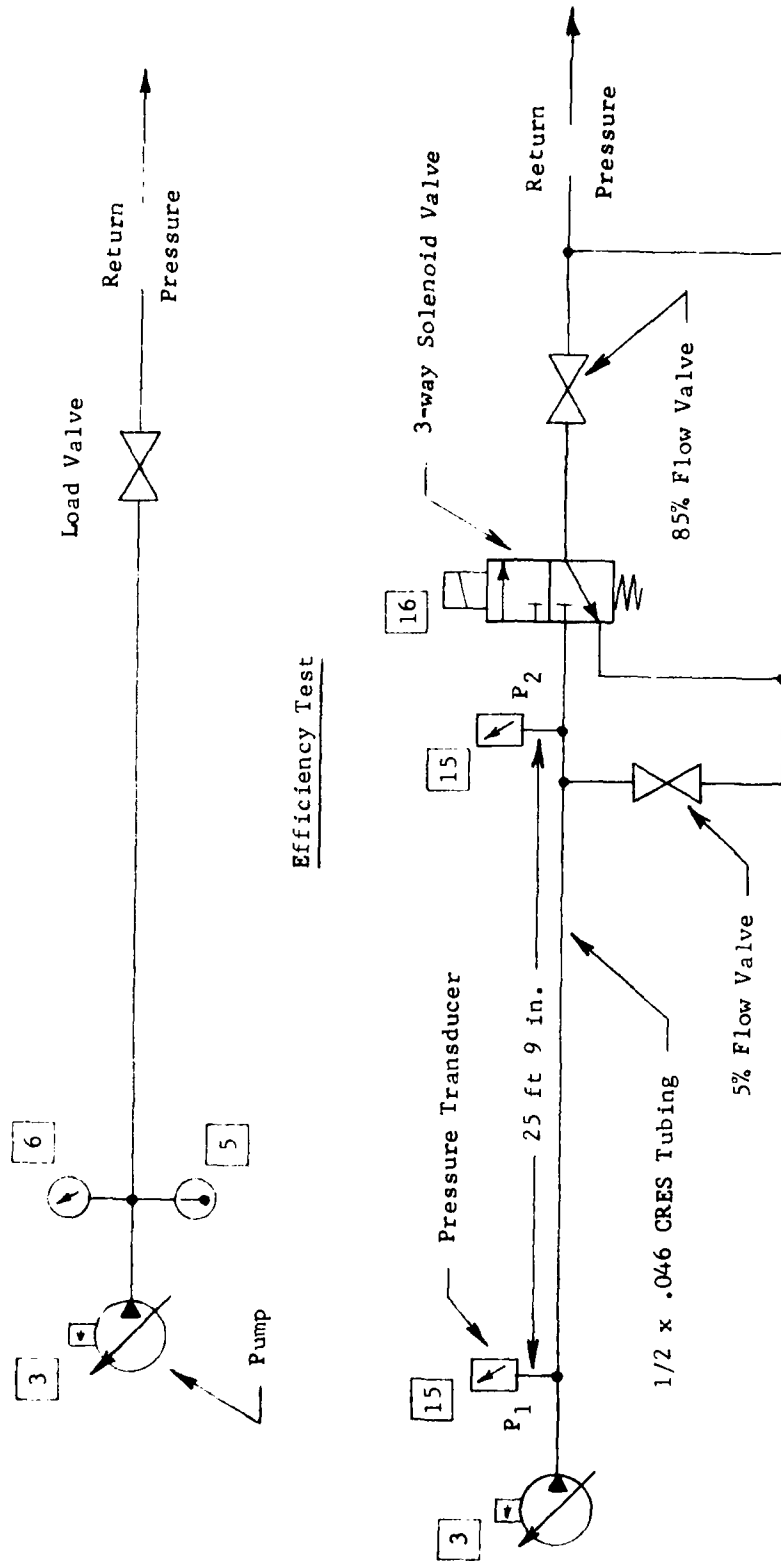 6
5
3
Pump
Load Valve
Return
Pressure
Efficiency Test
3
15
P1
Pressure Transducer
25 ft 9 in.
1/2 x .046 CRES Tubing
5% Flow Valve
15
P2
16
3-way Solenoid Valve
85% Flow Valve
Return
Pressure